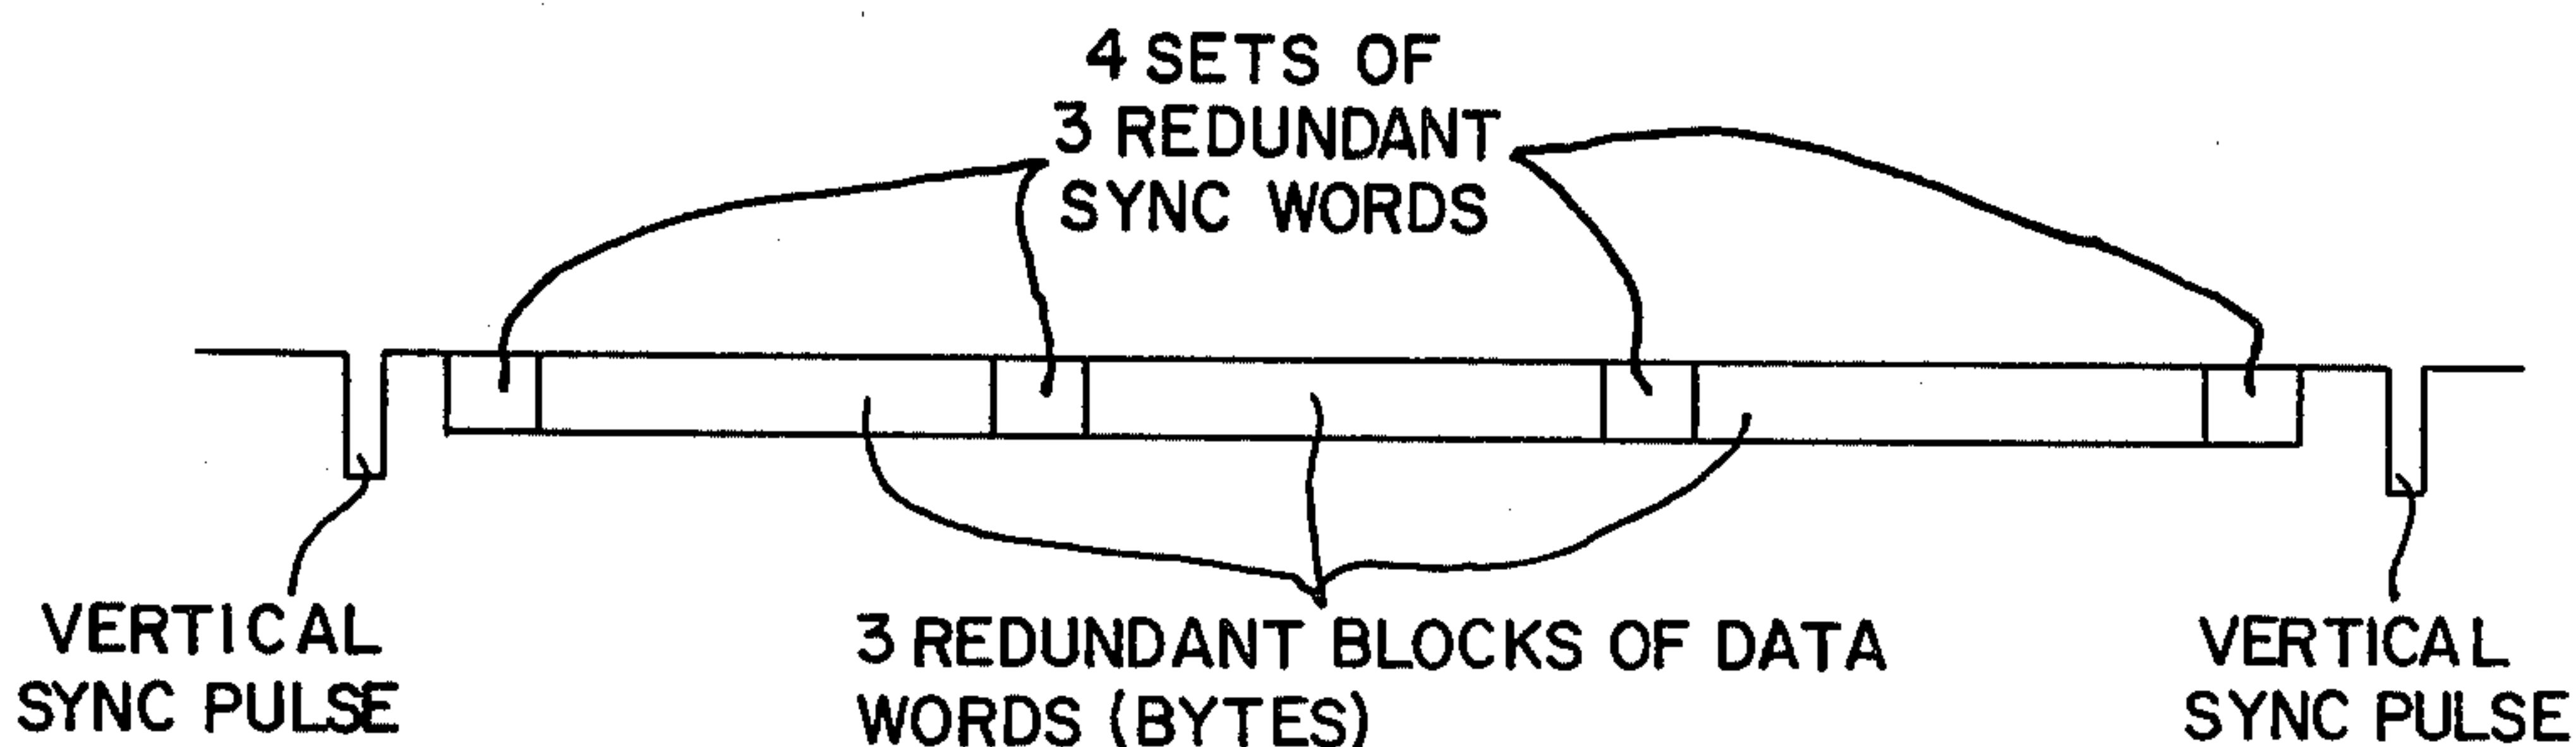 4 SETS OF
3 REDUNDANT
SYNC WORDS
VERTICAL
SYNC PULSE
3 REDUNDANT BLOCKS OF DATA
WORDS (BYTES)
VERTICAL
SYNC PULSE